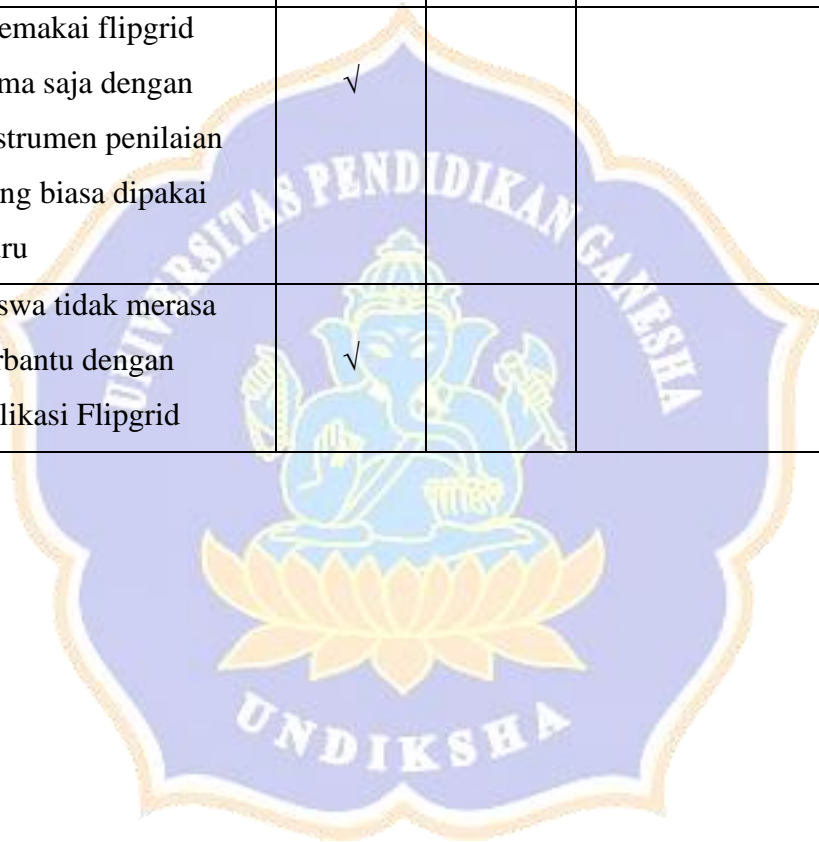 emakai flipgrid
ma saja dengan
√
strumen penilaian
ng biasa dipakai
ru
swa tidak merasa
rbantu dengan
√
likasi Flipgrid
UNIVERSITAS PENDIDIKAN GANESHA
UNDIKSHA